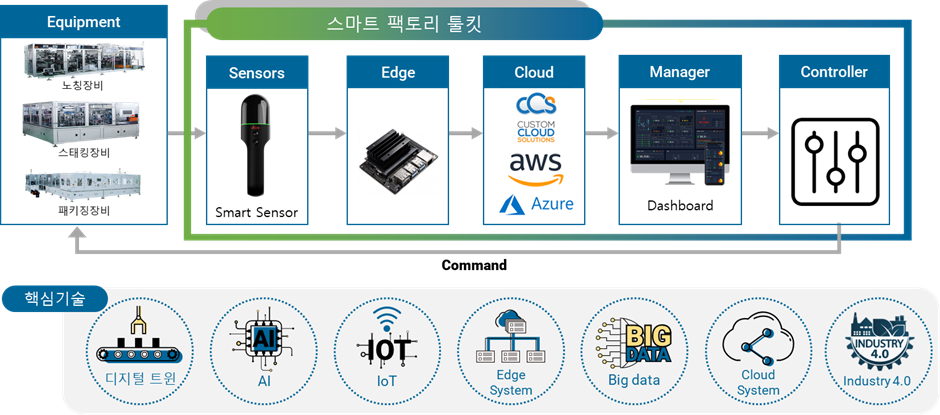 스마트 팩토리 툴킷
Equipment
노칭장비
스태킹장비
패키징장비
Sensors
Smart Sensor
Edge
Cloud
CCS
CUSTOM
CLOUD
SOLUTIONS
aws
Azure
Manager
Dashboard
Controller
Command
핵심기술
디지털 트윈
AI
AI
IOT
IoT
Edge
System
BIG
DATA
Big data
Cloud
System
INDUSTRY
4.0
Industry 4.0